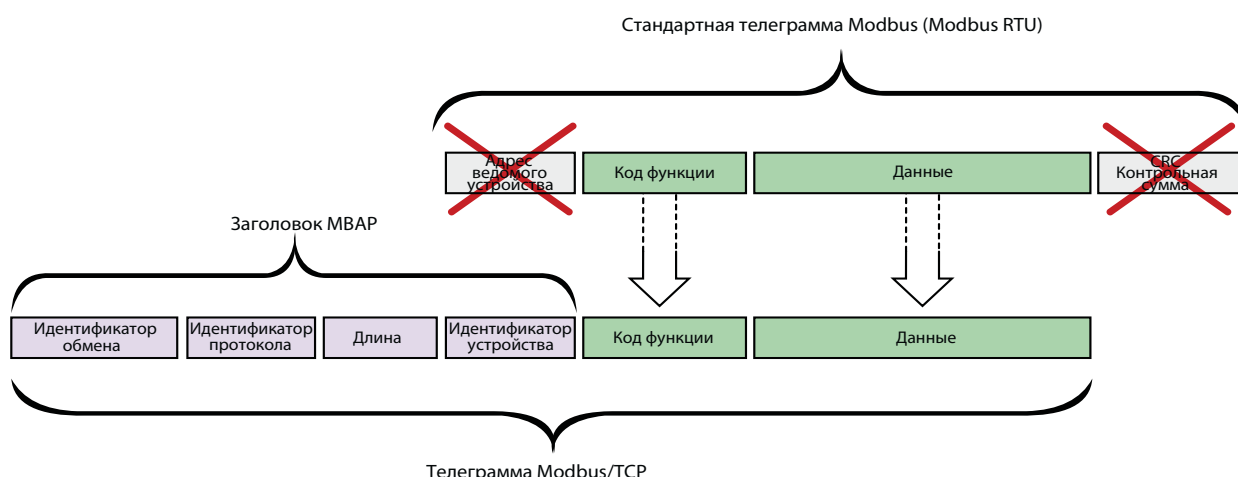 Стандартная телеграмма Modbus (Modbus RTU)
Адрес
ведомого
устройства
Код функции
Данные
CRC
Контрольная
сумма
Заголовок MBAP
Идентификатор
обмена
Идентификатор
протокола
Длина
Идентификатор
устройства
Код функции
Данные
Телеграмма Modbus/TCP